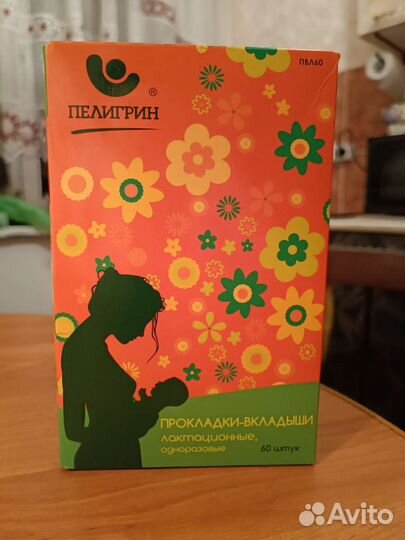 ПВЛ60
®
ПЕЛИГРИН
ПРОКЛАДКИ-ВКЛАДЫШИ
лактационные,
одноразовые
60 штук
Avito